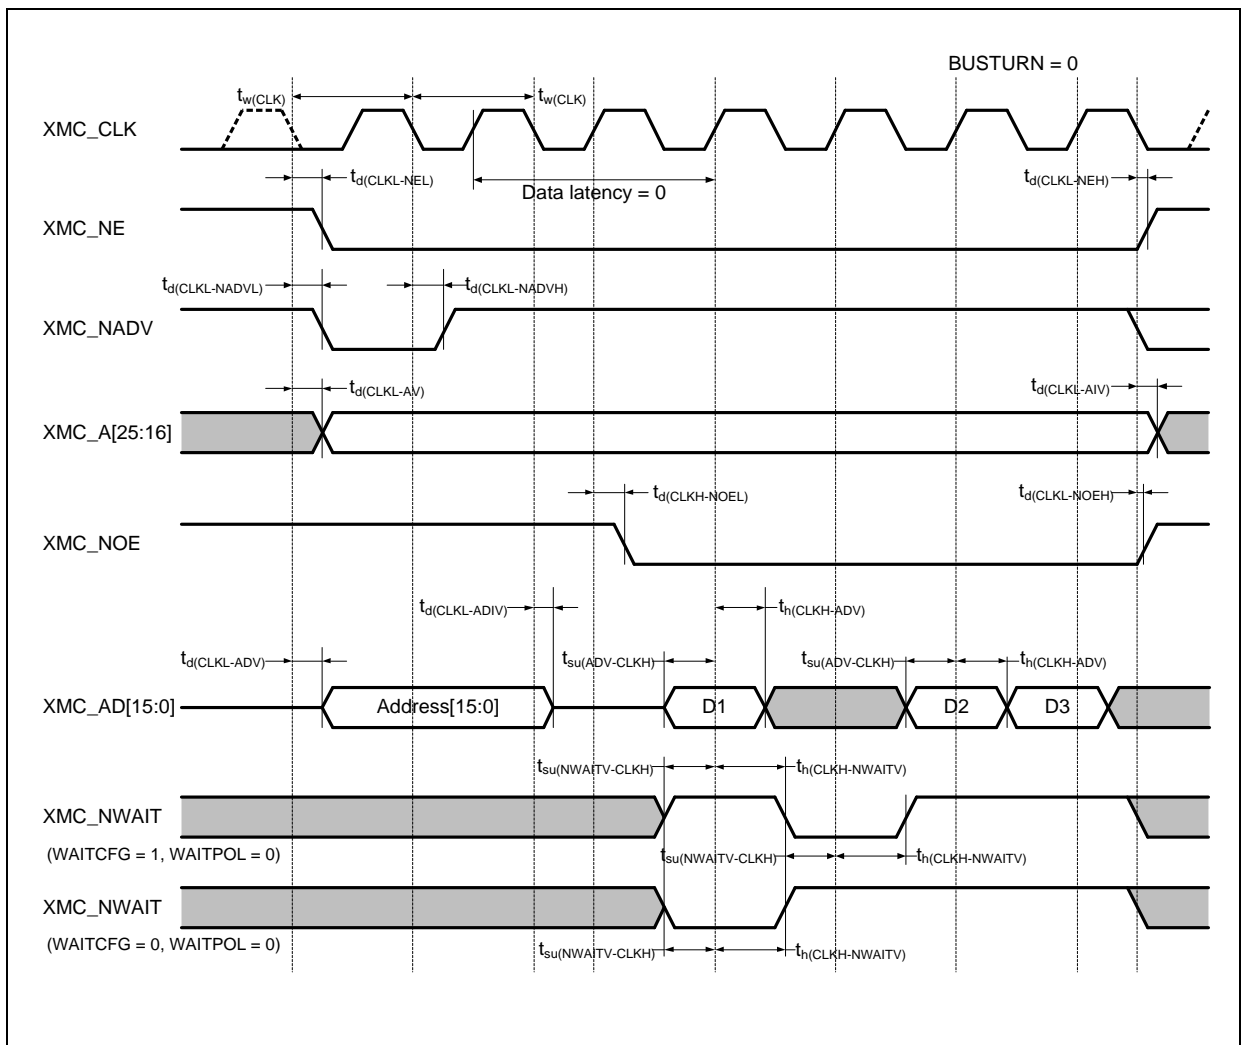 BUSTURN = 0
tw(CLK) tw(CLK)
XMC_CLK
td(CLKL-NEL) td(CLKL-NEH)
Data latency = 0
XMC_NE
td(CLKL-NADVL) td(CLKL-NADVH)
XMC_NADV
td(CLKL-AV) td(CLKL-AIV)
XMC_A[25:16]
td(CLKH-NOEL) td(CLKL-NOEH)
XMC_NOE
td(CLKL-ADIV) th(CLKH-ADV)
td(CLKL-ADV) tsu(ADV-CLKH) tsu(ADV-CLKH) th(CLKH-ADV)
XMC_AD[15:0] Address[15:0] D1 D2 D3
tsu(NWAITV-CLKH) th(CLKH-NWAITV)
XMC_NWAIT
(WAITCFG = 1, WAITPOL = 0) tsu(NWAITV-CLKH) th(CLKH-NWAITV)
XMC_NWAIT
(WAITCFG = 0, WAITPOL = 0) tsu(NWAITV-CLKH) th(CLKH-NWAITV)